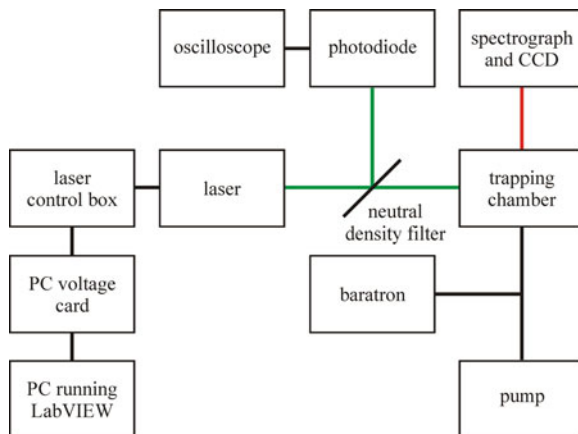 oscilloscope
photodiode
spectrograph
and CCD
laser
control box
laser
neutral
density filter
trapping
chamber
PC voltage
card
baratron
PC running
LabVIEW
pump